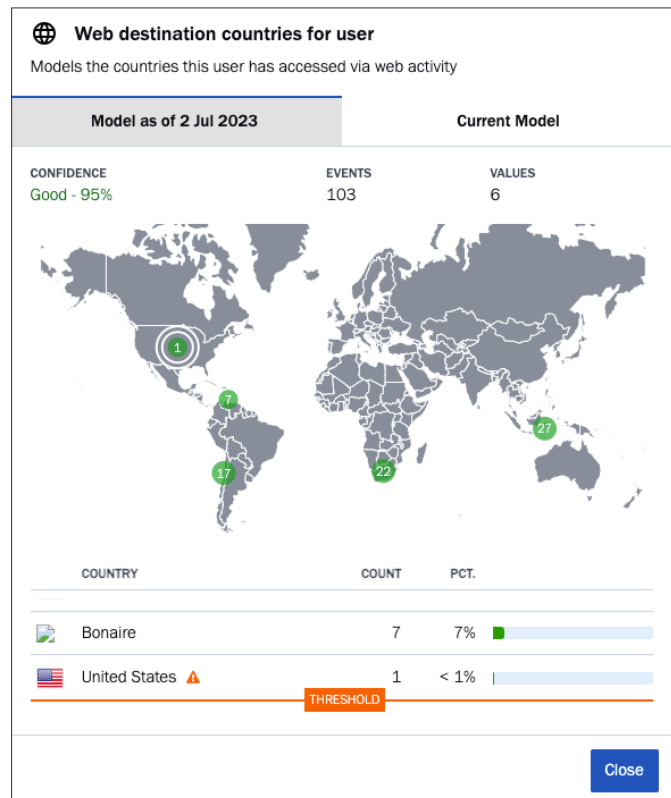 Web destination countries for user
Models the countries this user has accessed via web activity
Model as of 2 Jul 2023 Current Model
CONFIDENCE EVENTS VALUES
Good - 95% 103 6
1
7
27
17 22
COUNTRY COUNT PCT.
Bonaire 7 7%
United States 1 < 1%
THRESHOLD
Close